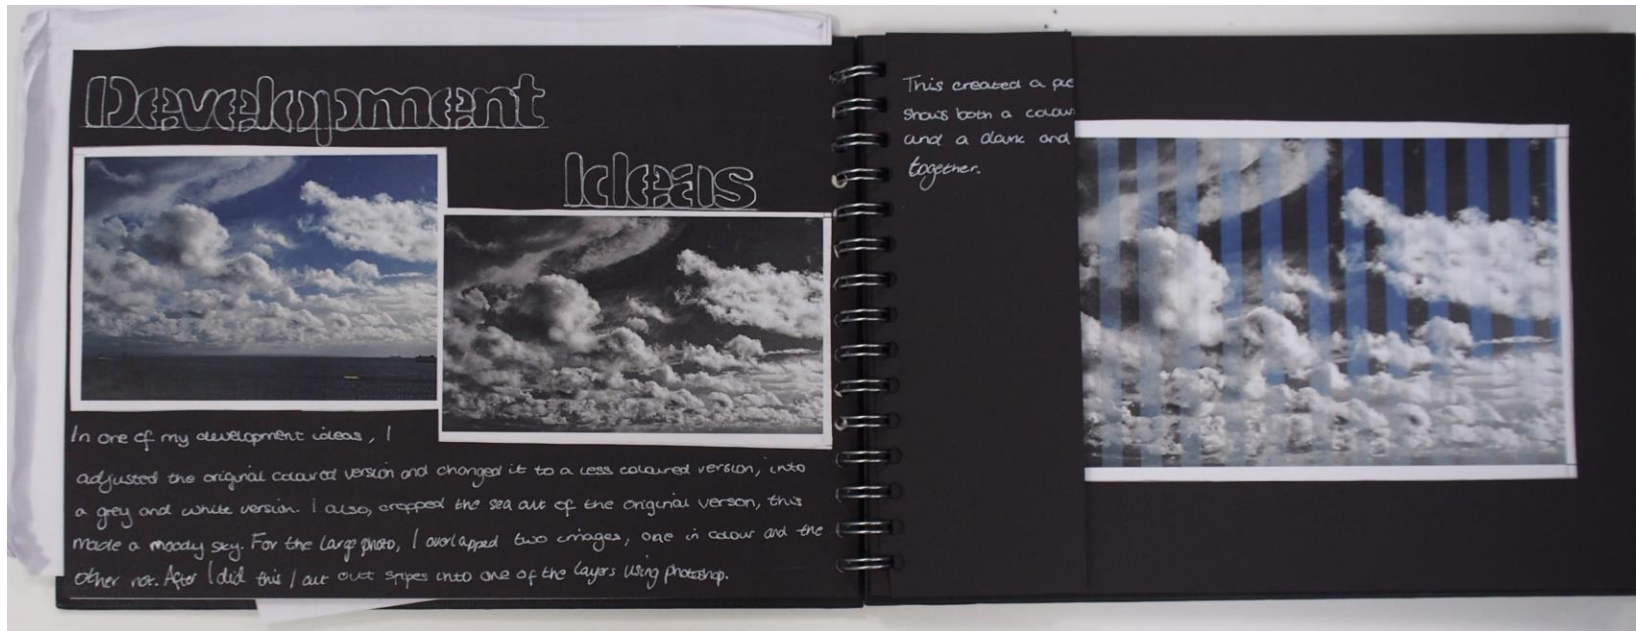 Development
Ideas
In one of my development ideas, I
adjusted the original coloured version and changed it to a less coloured version, into
a grey and white version. I also, cropped the sea out of the original verson, this
made a moody sky. For the large photo, I overlapped two images, one in colour and the
other not. After I did this I cut out stripes into one of the layers using photoshop.
This created a
shows both a
and a dark and
together.